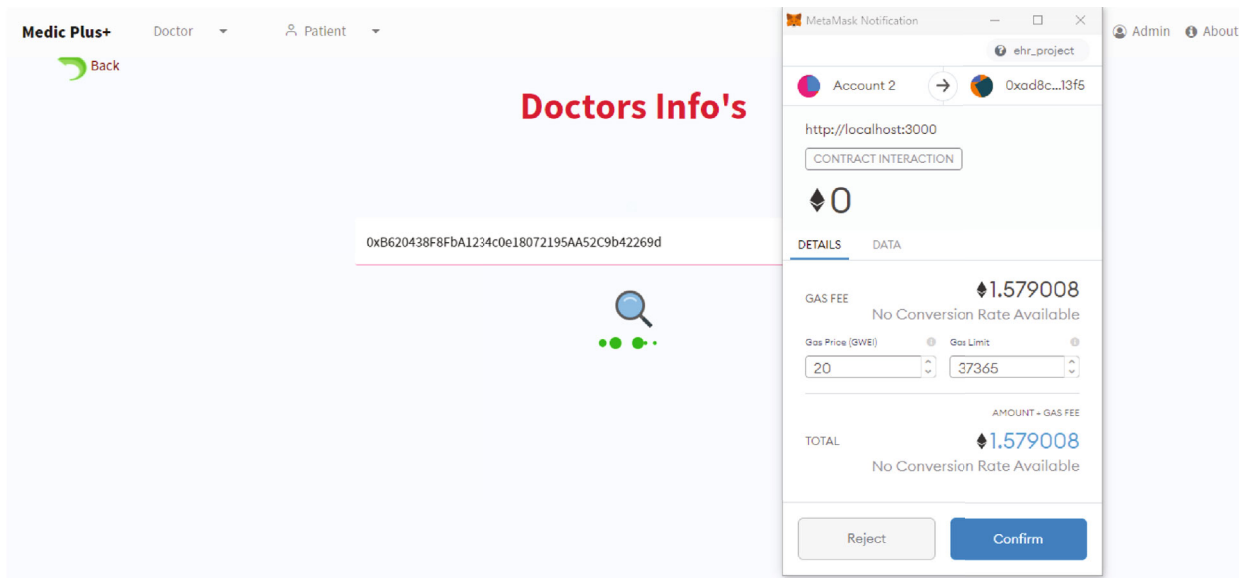 Medic Plus+ Doctor Patient Admin About
Back
Doctors Info's
0xB620438F8FbA1234c0e18072195AA52C9b42269d
MetaMask Notification
ehr_project
Account 2 0xad8c...13f5
http://localhost:3000
CONTRACT INTERACTION
0
DETAILS DATA
GAS FEE 1.579008
No Conversion Rate Available
Gas Price (GWEI) Gas Limit
20 37365
AMOUNT + GAS FEE
TOTAL 1.579008
No Conversion Rate Available
Reject Confirm